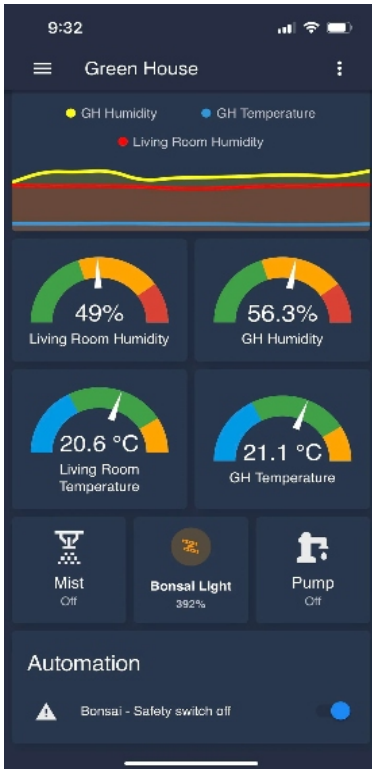 9:32
Green House
GH Humidity
GH Temperature
Living Room Humidity
49%
Living Room Humidity
56.3%
GH Humidity
20.6 °C
Living Room
Temperature
21.1 °C
GH Temperature
Mist
Off
Bonsai Light
392%
Pump
Off
Automation
Bonsai - Safety switch off